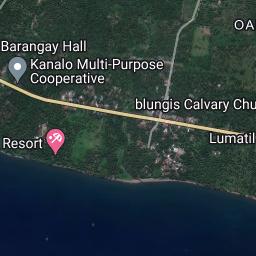 OA
Barangay Hall
Kanalo Multi-Purpose
Cooperative
blungis Calvary Chu
Lumatil
Resort